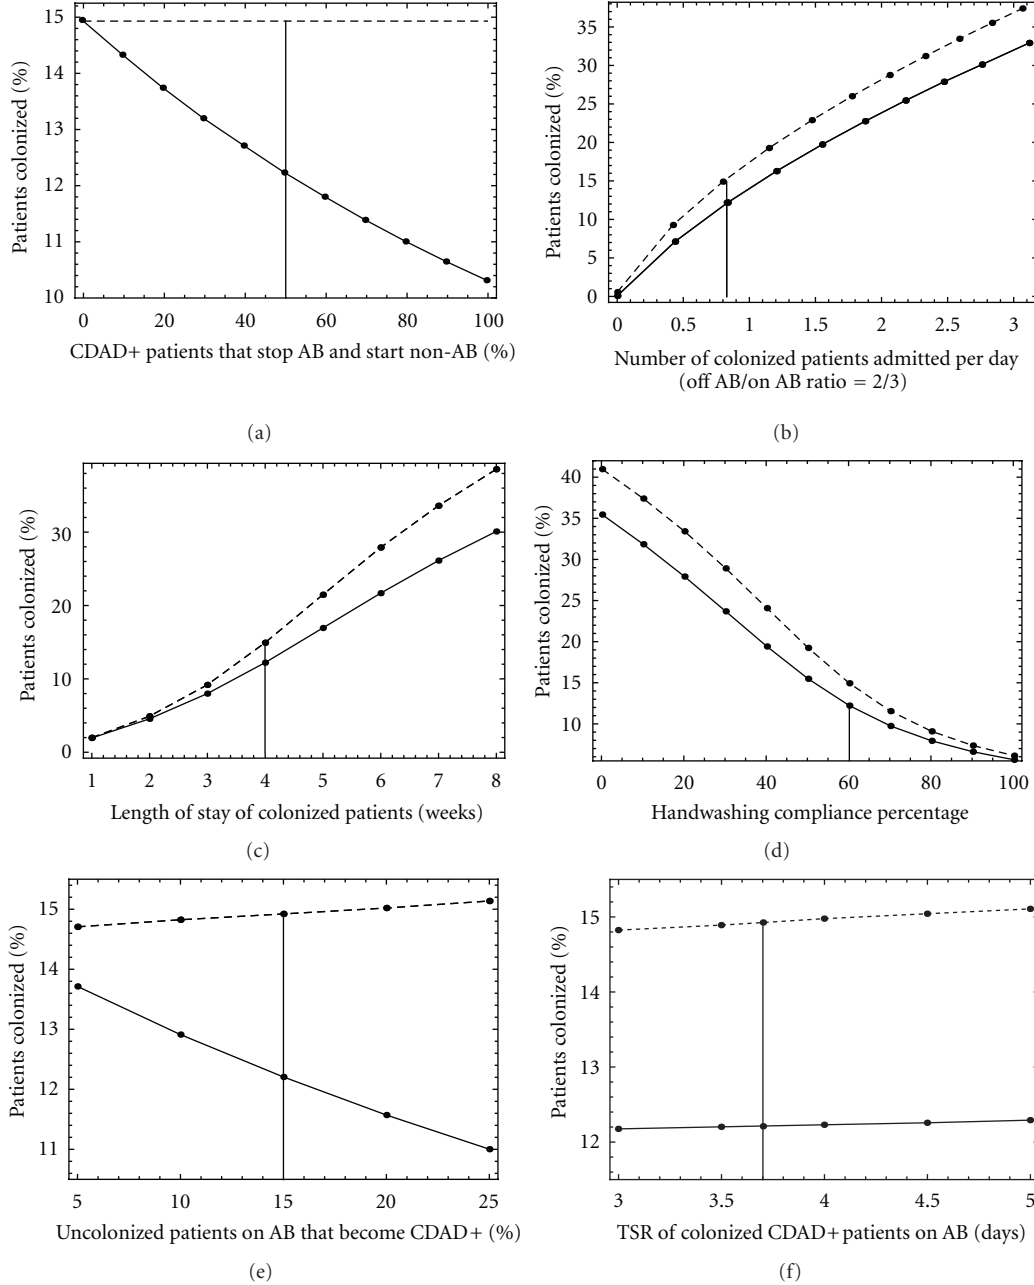 15
14
13
12
11
10
Patients colonized (%)
0 20 40 60 80 100
CDAD+ patients that stop AB and start non-AB (%)
(a)
35
30
25
20
15
10
5
0
Patients colonized (%)
0 0.5 1 1.5 2 2.5 3
Number of colonized patients admitted per day
(off AB/on AB ratio = 2/3)
(b)
30
20
10
0
Patients colonized (%)
1 2 3 4 5 6 7 8
Length of stay of colonized patients (weeks)
(c)
40
35
30
25
20
15
10
Patients colonized (%)
0 20 40 60 80 100
Handwashing compliance percentage
(d)
15
14
13
12
11
Patients colonized (%)
5 10 15 20 25
Uncolonized patients on AB that become CDAD+ (%)
(e)
15
14
13
12
Patients colonized (%)
3 3.5 4 4.5 5
TSR of colonized CDAD+ patients on AB (days)
(f)